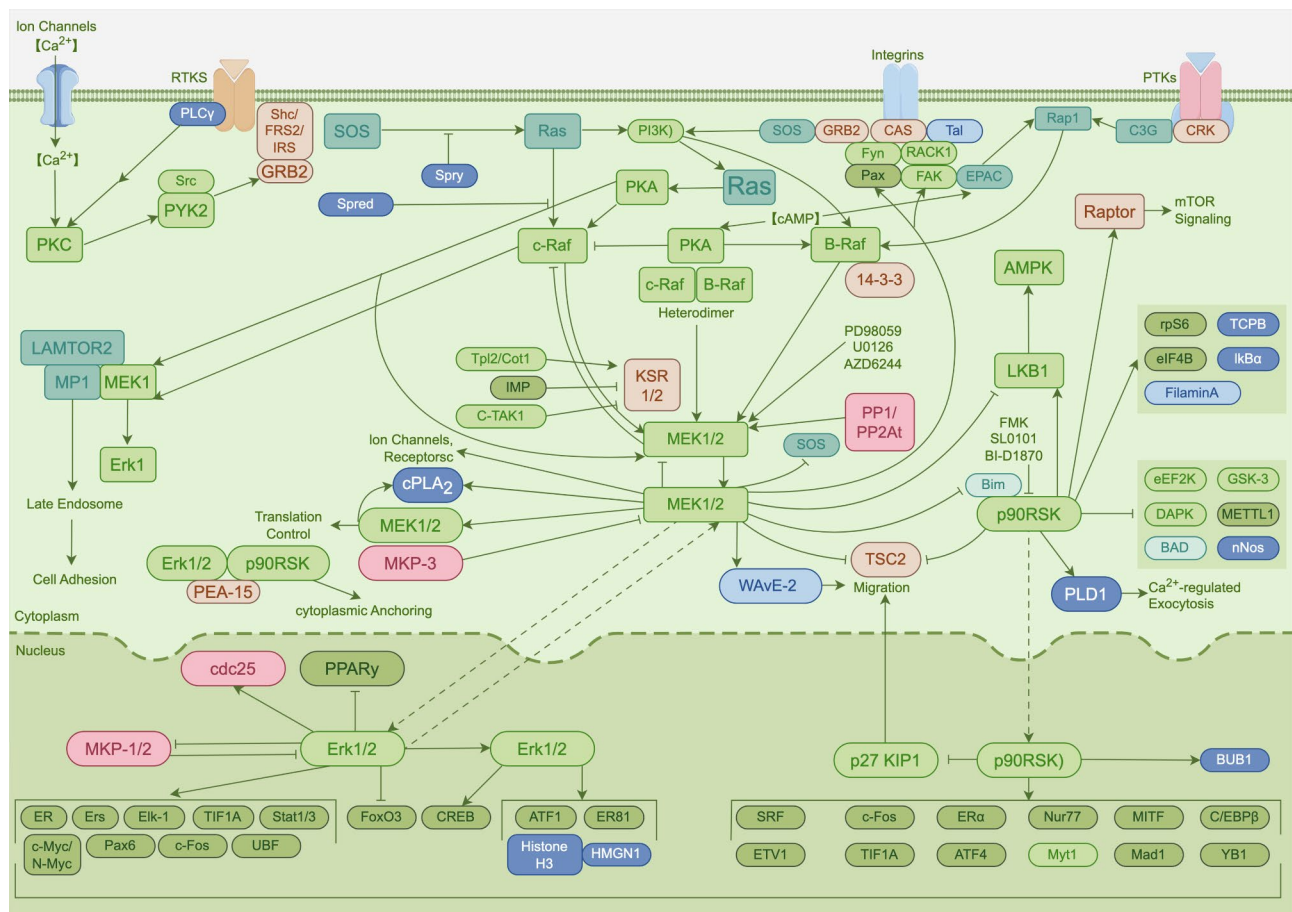 Ion Channels
【Ca2+】
RTKS
Integrins
PTKs
PLCγ
Shc/
FRS2/
IRS
GRB2
SOS
Ras
PI3K)
SOS
GRB2
CAS
Tal
Rap1
C3G
CRK
Fyn
RACK1
Pax
FAK
EPAC
【Ca2+】
Src
PYK2
Spry
Spred
PKA
Ras
【cAMP】
Raptor
mTOR
Signaling
PKC
c-Raf
PKA
B-Raf
14-3-3
c-Raf
B-Raf
Heterodimer
AMPK
rpS6
TCPB
eIF4B
IkBα
FilaminA
LAMTOR2
MP1
MEK1
Erk1
Late Endosome
Cell Adhesion
Tpl2/Cot1
IMP
C-TAK1
KSR
1/2
PD98059
U0126
AZD6244
LKB1
PP1/
PP2At
MEK1/2
SOS
FMK
SL0101
BI-D1870
Ion Channels,
Receptorsc
cPLA2
MEK1/2
Bim
p90RSK
eEF2K
GSK-3
DAPK
METTL1
BAD
nNos
Translation
Control
MEK1/2
MKP-3
Erk1/2
p90RSK
PEA-15
cytoplasmic Anchoring
TSC2
WAvE-2
Migration
PLD1
Ca2+-regulated
Exocytosis
Cytoplasm
Nucleus
cdc25
PPARy
MKP-1/2
Erk1/2
Erk1/2
p27 KIP1
p90RSK)
BUB1
ER
Ers
Elk-1
TIF1A
Stat1/3
c-Myc/
N-Myc
Pax6
c-Fos
UBF
FoxO3
CREB
ATF1
ER81
Histone
H3
HMGN1
SRF
c-Fos
ERα
Nur77
MITF
C/EBPβ
ETV1
TIF1A
ATF4
Myt1
Mad1
YB1